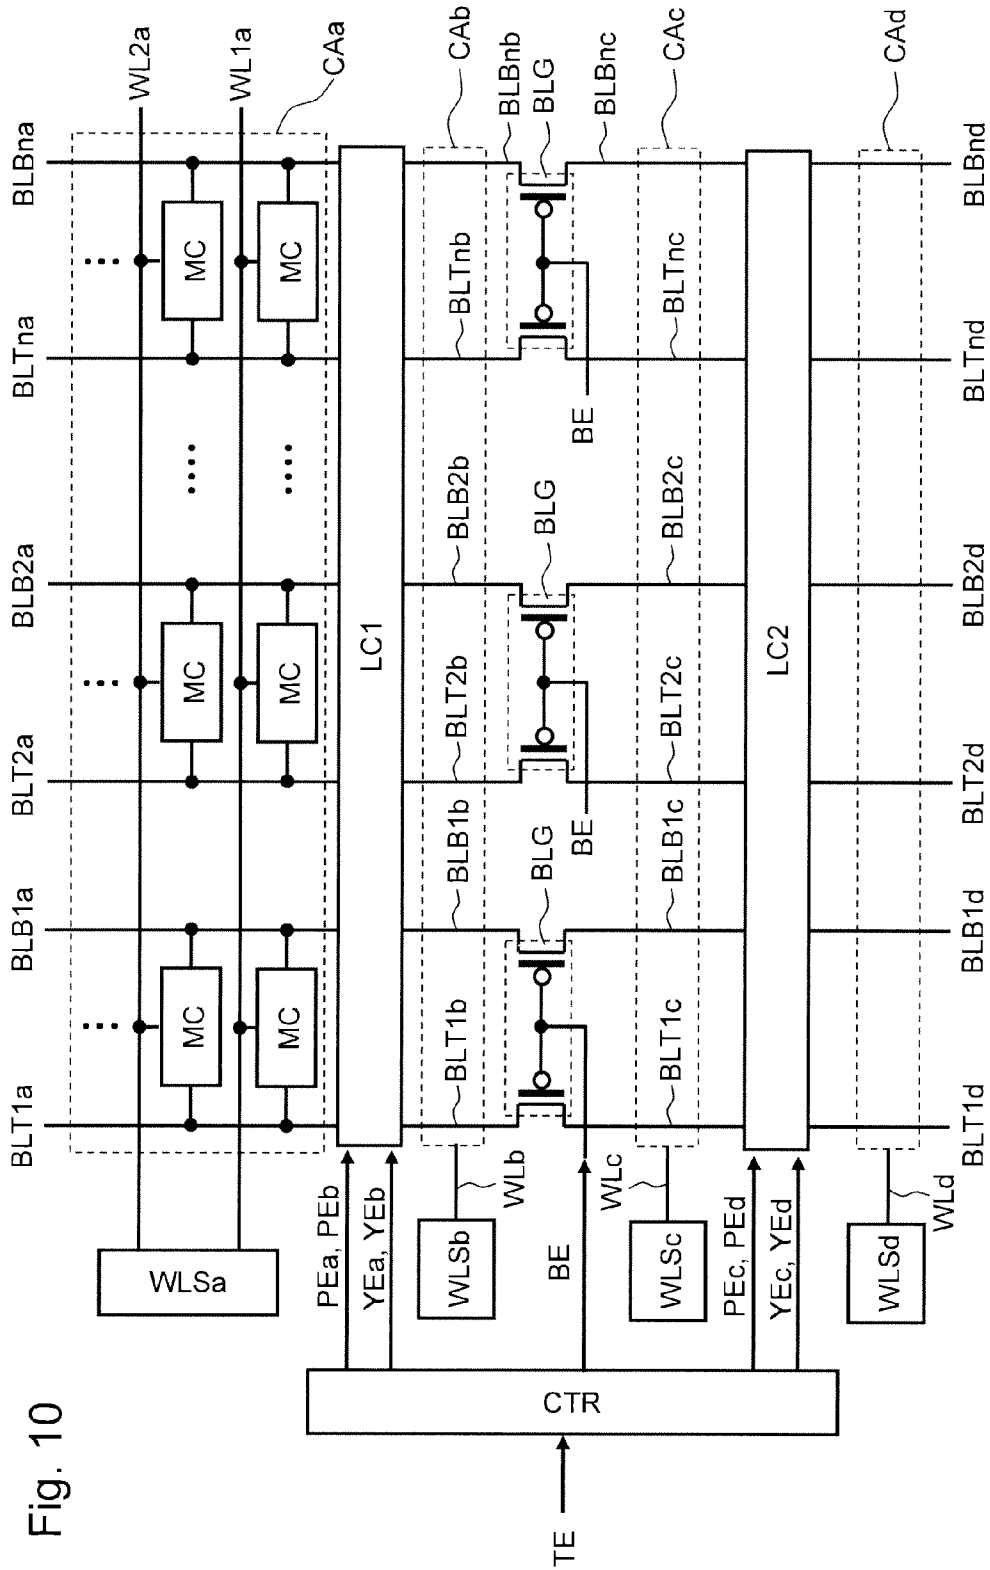 Fig. 10
BLT1a
BLB1a
BLT2a
BLB2a
BLTna
BLBna
WL2a
WL1a
CAa
WLSa
MC
MC
MC
MC
MC
MC
LC1
PEa, PEb
YEa, YEb
CAb
WLSb
WLb
BLT1b
BLB1b
BLT2b
BLB2b
BLTnb
BLBnb
BLG
BLG
BLG
BE
BE
BE
TE
CTR
BLBnc
CAc
WLSc
WLc
BLT1c
BLB1c
BLT2c
BLB2c
BLTnc
PEc, PEd
YEc, YEd
LC2
CAd
WLSd
WLd
BLT1d
BLB1d
BLT2d
BLB2d
BLTnd
BLBnd